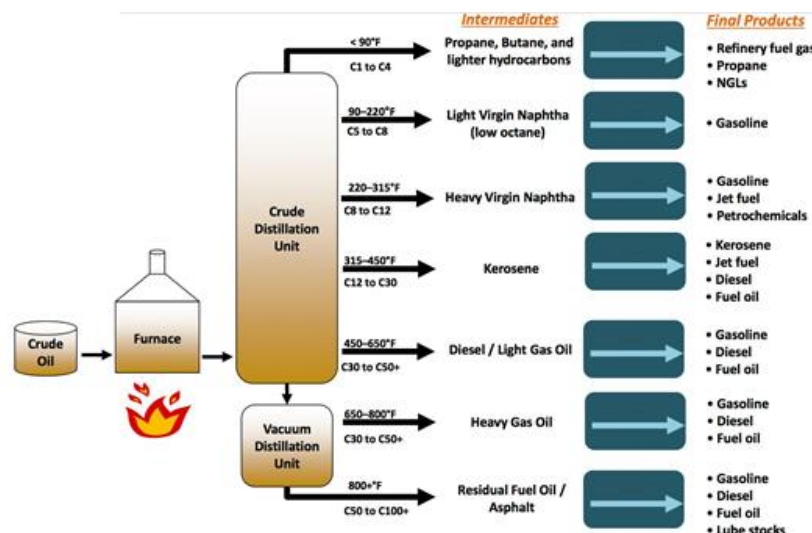 Intermediates
Final Products
< 90°F
C1 to C4
Propane, Butane, and
lighter hydrocarbons
• Refinery fuel gas
• Propane
• NGLs
90–220°F
C5 to C8
Light Virgin Naphtha
(low octane)
• Gasoline
220–315°F
C8 to C12
Heavy Virgin Naphtha
• Gasoline
• Jet fuel
• Petrochemicals
Crude
Distillation
Unit
315–450°F
C12 to C30
Kerosene
• Kerosene
• Jet fuel
• Diesel
• Fuel oil
Crude
Oil
Furnace
450–650°F
C30 to C50+
Diesel / Light Gas Oil
• Gasoline
• Diesel
• Fuel oil
Vacuum
Distillation
Unit
650–800°F
C30 to C50+
Heavy Gas Oil
• Gasoline
• Diesel
• Fuel oil
800+°F
C50 to C100+
Residual Fuel Oil /
Asphalt
• Gasoline
• Diesel
• Fuel oil
• Lube stocks